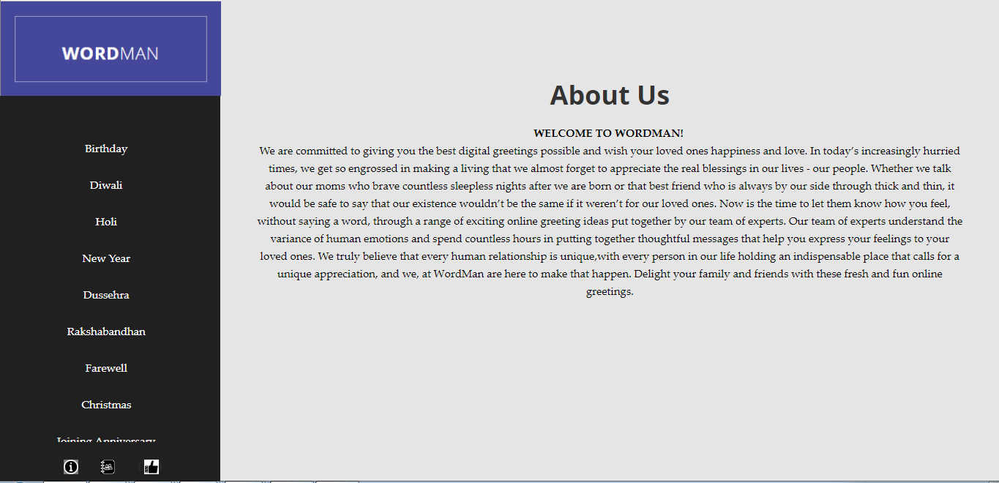 WORDMAN
Birthday
Diwali
Holi
New Year
Dussehra
Rakshabandhan
Farewell
Christmas
Joining Anniversary
About Us
WELCOME TO WORDMAN!
We are committed to giving you the best digital greetings possible and wish your loved ones happiness and love. In today’s increasingly hurried
times, we get so engrossed in making a living that we almost forget to appreciate the real blessings in our lives - our people. Whether we talk
about our moms who brave countless sleepless nights after we are born or that best friend who is always by our side through thick and thin, it
would be safe to say that our existence wouldn’t be the same if it weren’t for our loved ones. Now is the time to let them know how you feel,
without saying a word, through a range of exciting online greeting ideas put together by our team of experts. Our team of experts understand the
variance of human emotions and spend countless hours in putting together thoughtful messages that help you express your feelings to your
loved ones. We truly believe that every human relationship is unique,with every person in our life holding an indispensable place that calls for a
unique appreciation, and we, at WordMan are here to make that happen. Delight your family and friends with these fresh and fun online
greetings.